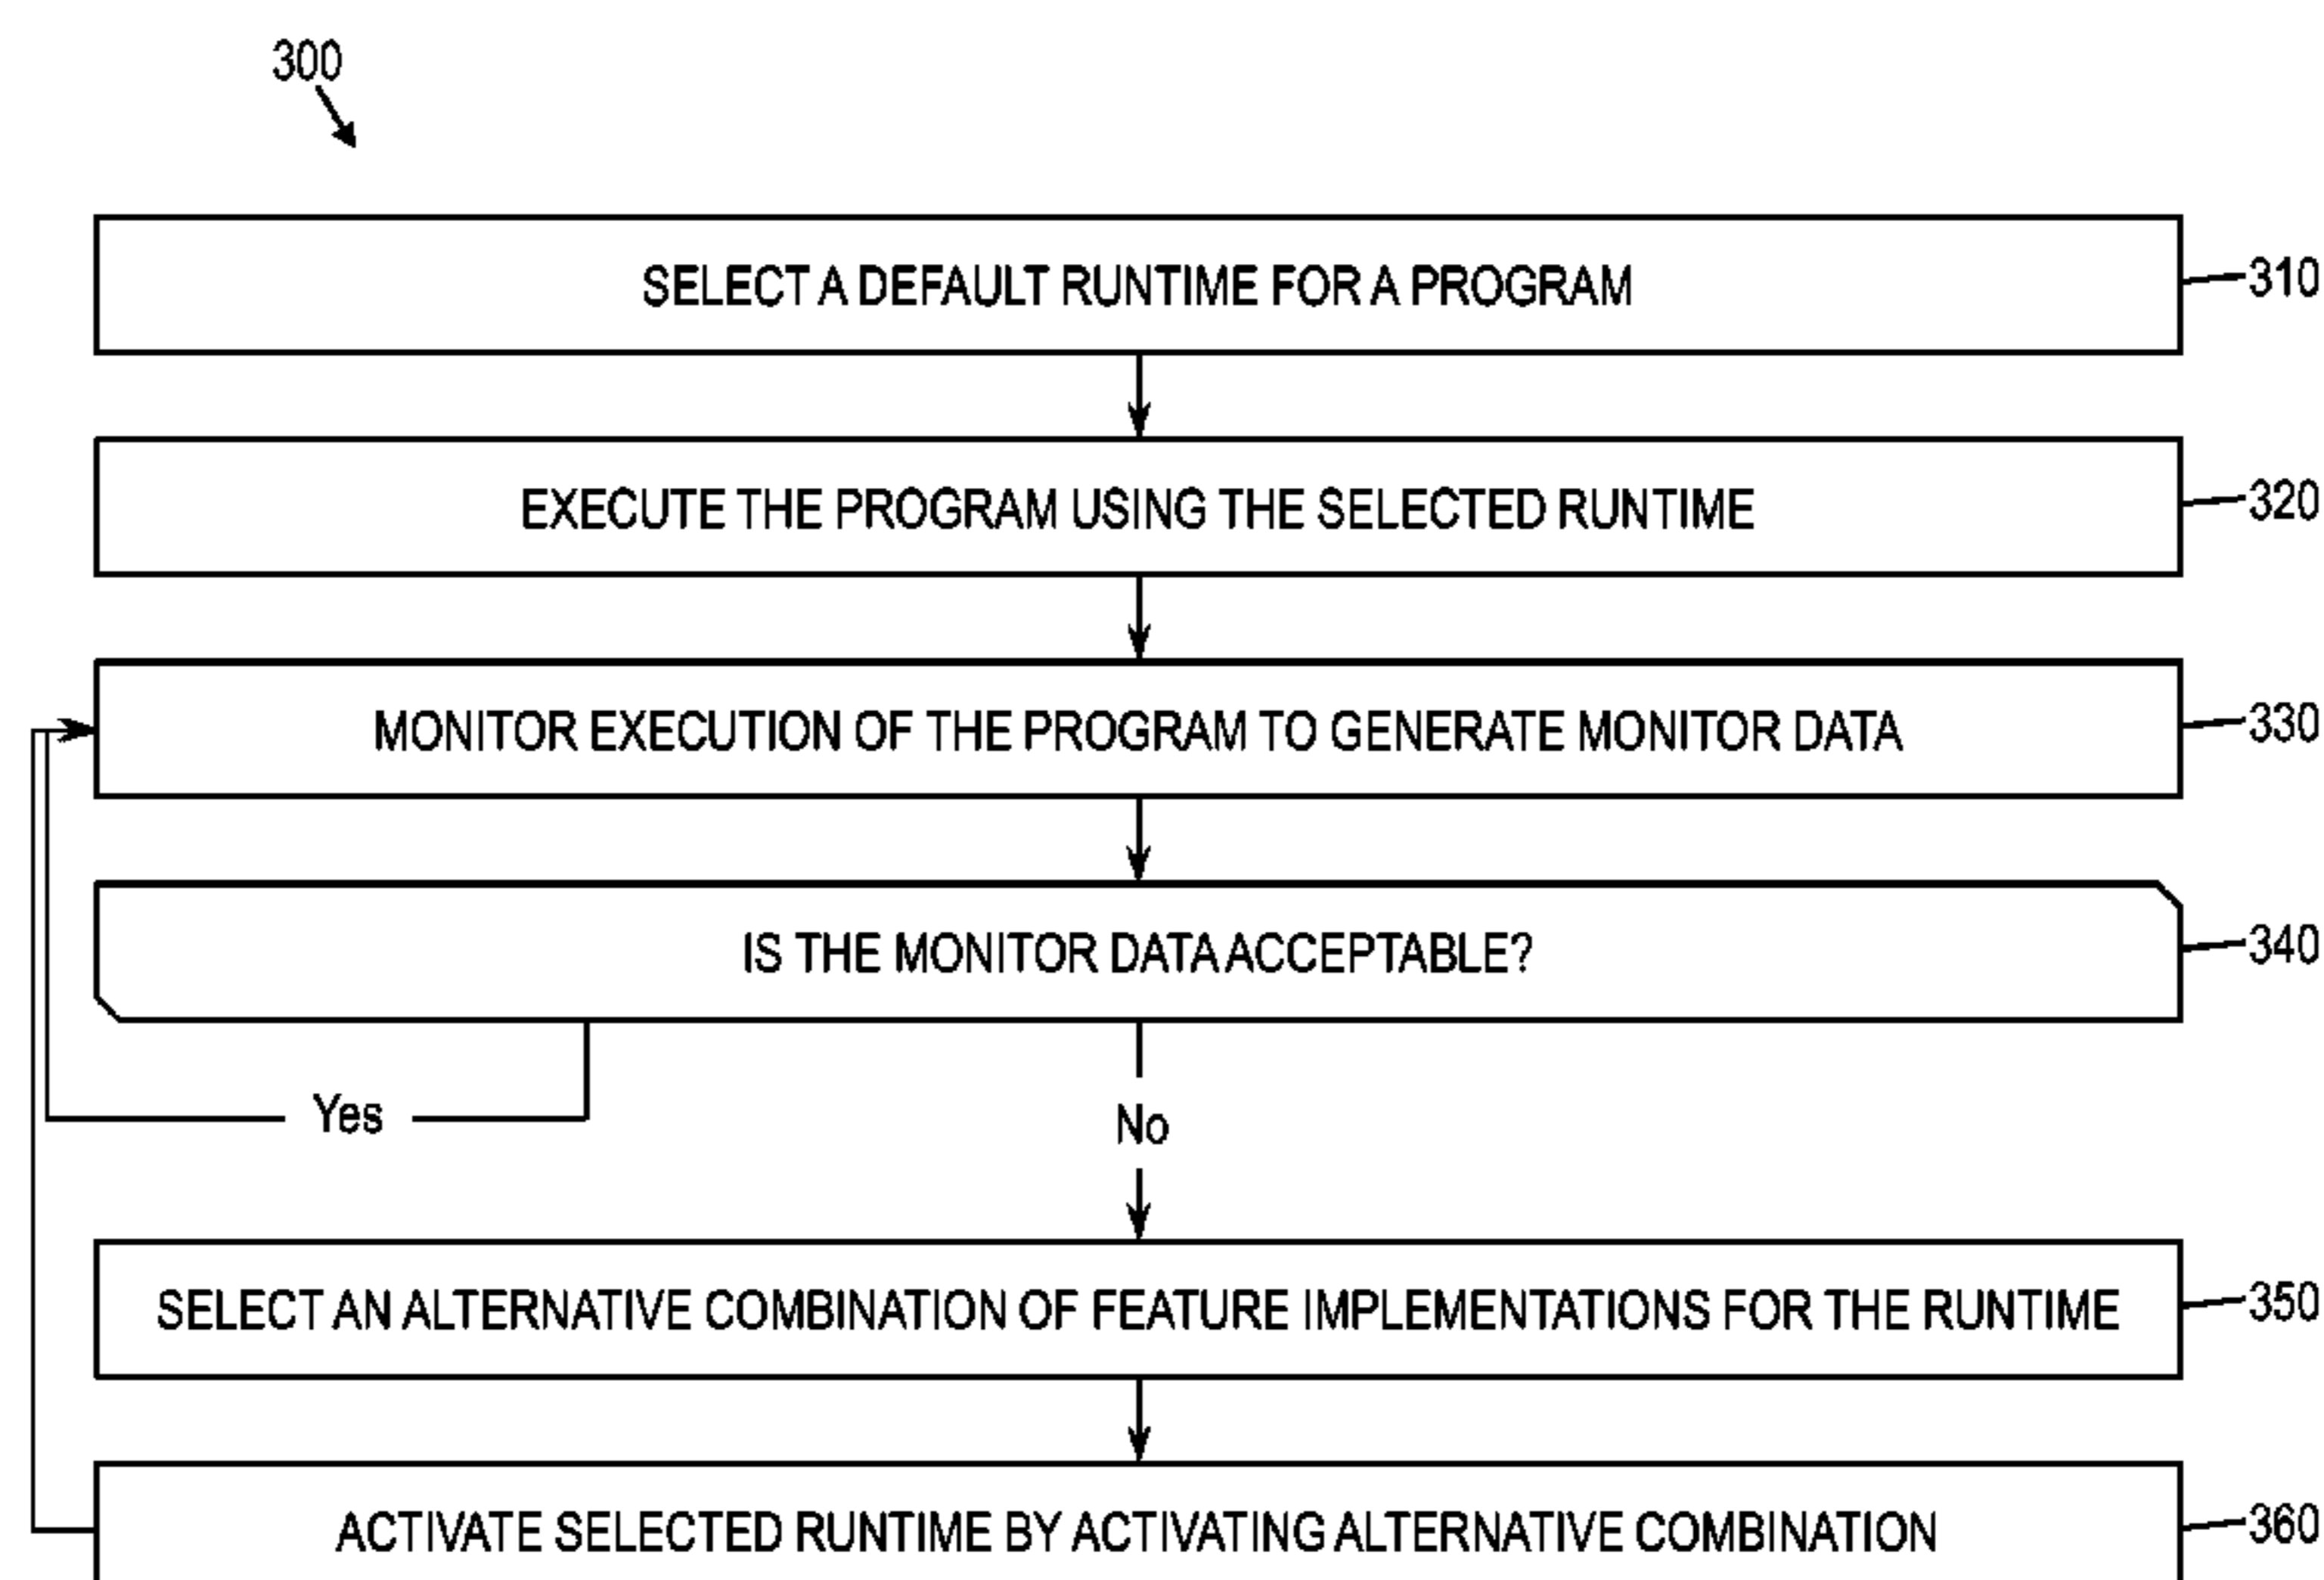 300
SELECT A DEFAULT RUNTIME FOR A PROGRAM
310
EXECUTE THE PROGRAM USING THE SELECTED RUNTIME
320
MONITOR EXECUTION OF THE PROGRAM TO GENERATE MONITOR DATA
330
IS THE MONITOR DATA ACCEPTABLE?
340
Yes
No
SELECT AN ALTERNATIVE COMBINATION OF FEATURE IMPLEMENTATIONS FOR THE RUNTIME
350
ACTIVATE SELECTED RUNTIME BY ACTIVATING ALTERNATIVE COMBINATION
360